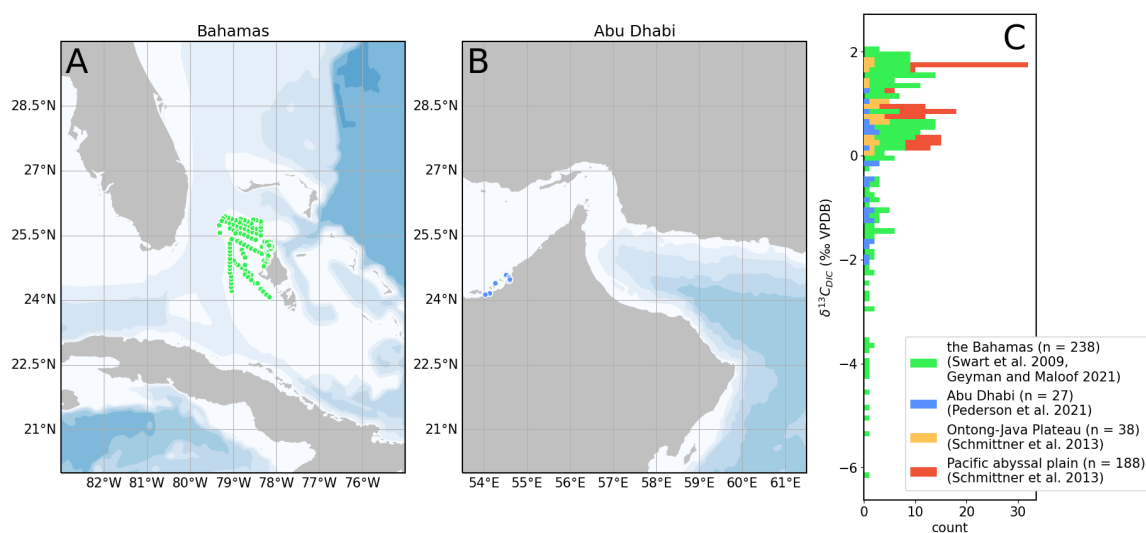 Bahamas
A
28.5°N
27°N
25.5°N
24°N
22.5°N
21°N
82°W 81°W 80°W 79°W 78°W 77°W 76°W
Abu Dhabi
B
28.5°N
27°N
25.5°N
24°N
22.5°N
21°N
54°E 55°E 56°E 57°E 58°E 59°E 60°E 61°E
C
2
0
−2
−4
−6
δ¹³C_DIC (‰ VPDB)
0 10 20 30
count
the Bahamas (n = 238)
(Swart et al. 2009,
Geyman and Maloof 2021)
Abu Dhabi (n = 27)
(Pederson et al. 2021)
Ontong-Java Plateau (n = 38)
(Schmittner et al. 2013)
Pacific abyssal plain (n = 188)
(Schmittner et al. 2013)